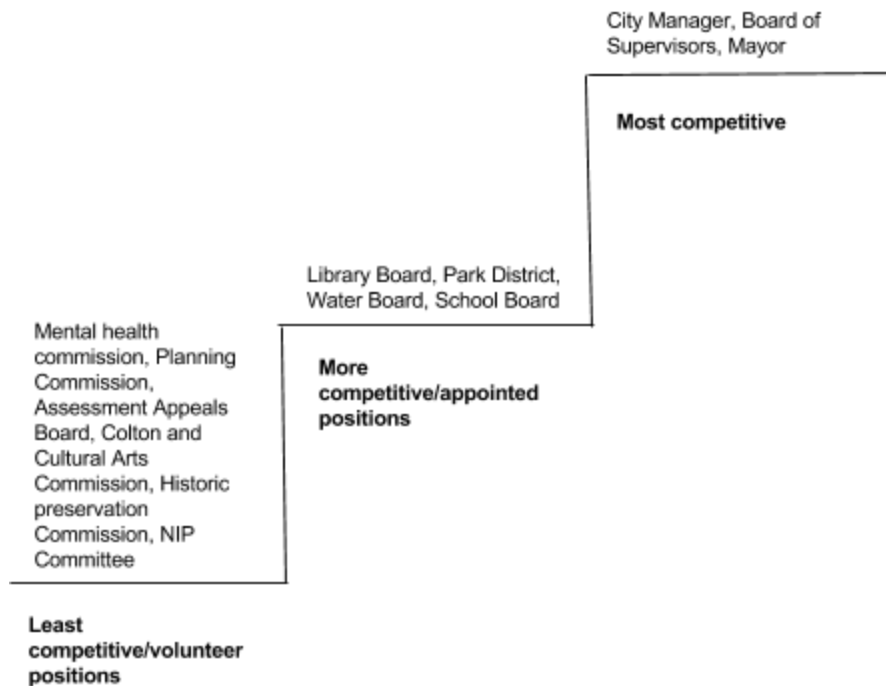 City Manager, Board of
Supervisors, Mayor
Most competitive
Library Board, Park District,
Water Board, School Board
More
competitive/appointed
positions
Mental health
commission, Planning
Commission,
Assessment Appeals
Board, Colton and
Cultural Arts
Commission, Historic
preservation
Commission, NIP
Committee
Least
competitive/volunteer
positions